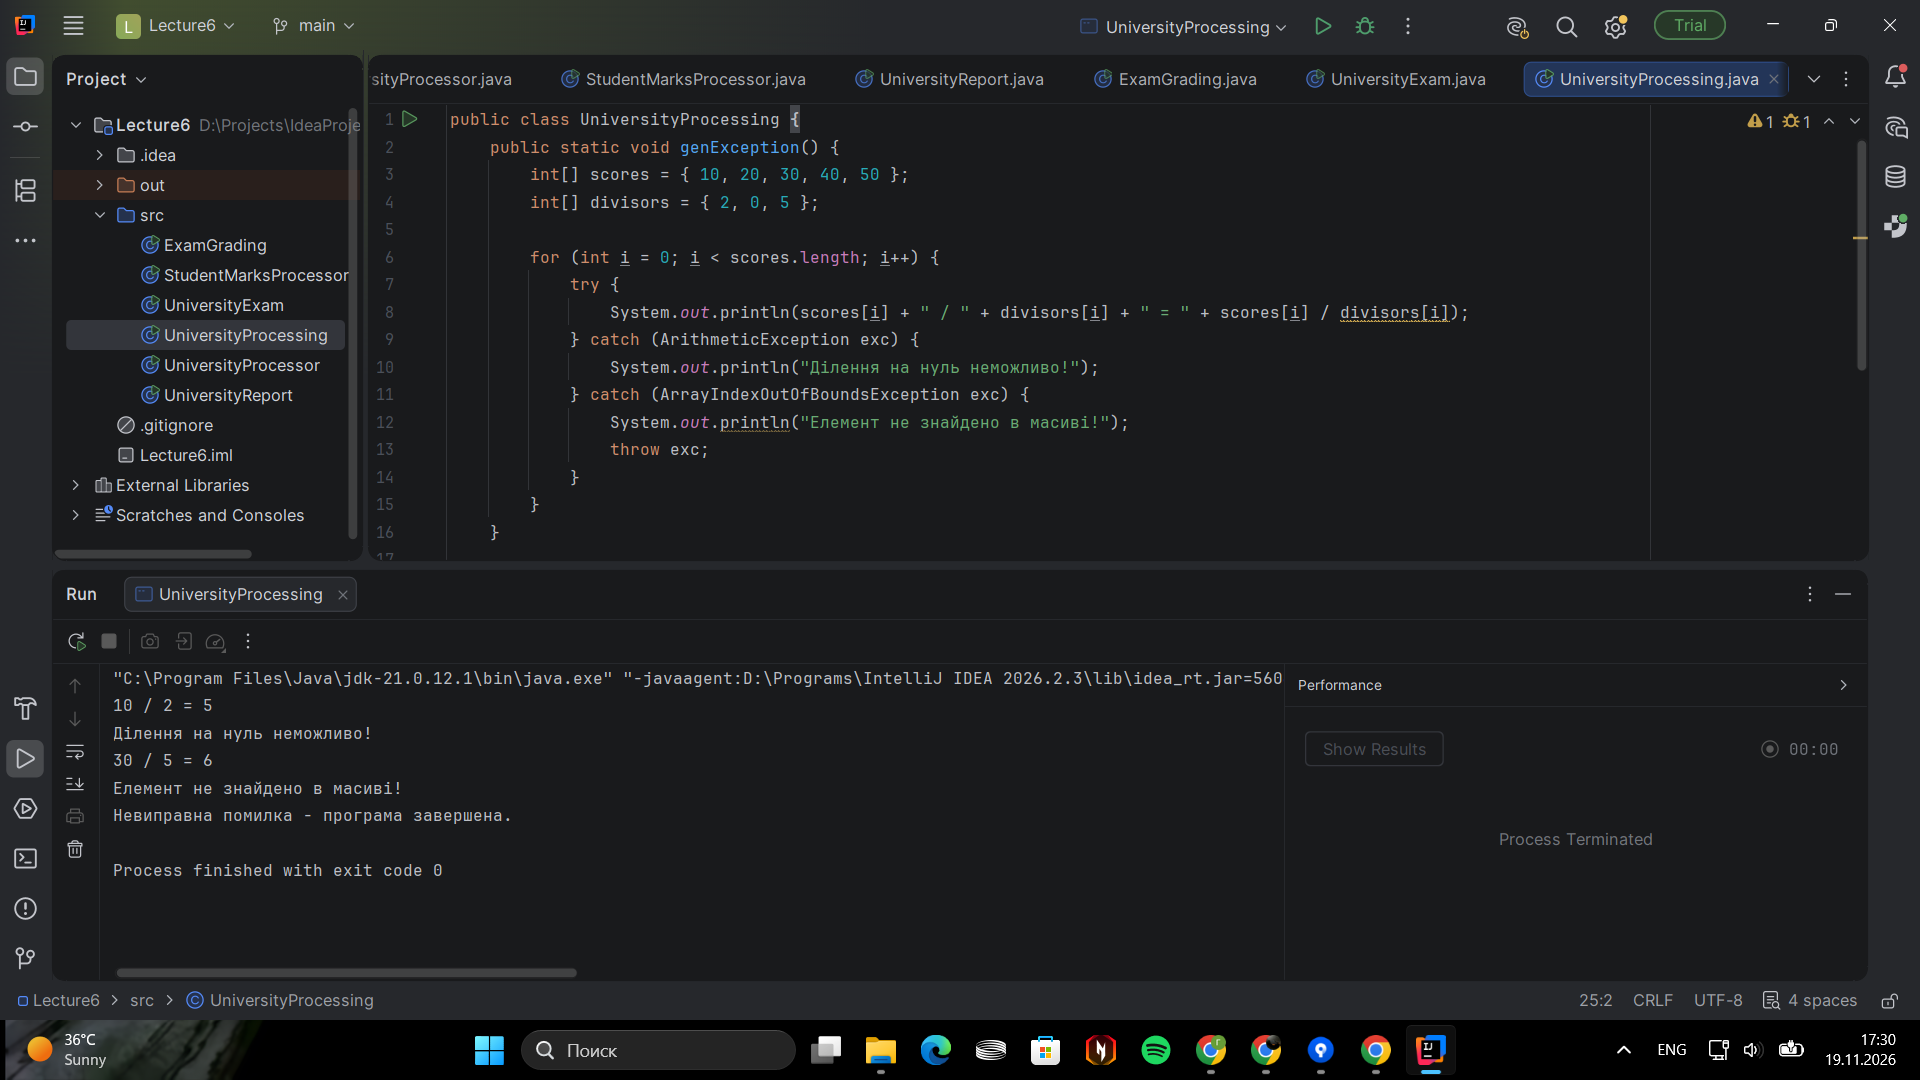 Lecture6
main
UniversityProcessing
Trial
Project
sityProcessor.java
StudentMarksProcessor.java
UniversityReport.java
ExamGrading.java
UniversityExam.java
UniversityProcessing.java
Lecture6 D:\Projects\IdeaProje
.idea
out
src
ExamGrading
StudentMarksProcessor
UniversityExam
UniversityProcessing
UniversityProcessor
UniversityReport
.gitignore
Lecture6.iml
External Libraries
Scratches and Consoles
1 1
1 public class UniversityProcessing {
2 public static void genException() {
3 int[] scores = { 10, 20, 30, 40, 50 };
4 int[] divisors = { 2, 0, 5 };
5
6 for (int i = 0; i < scores.length; i++) {
7 try {
8 System.out.println(scores[i] + " / " + divisors[i] + " = " + scores[i] / divisors[i]);
9 } catch (ArithmeticException exc) {
10 System.out.println("Ділення на нуль неможливо!");
11 } catch (ArrayIndexOutOfBoundsException exc) {
12 System.out.println("Елемент не знайдено в масиві!");
13 throw exc;
14 }
15 }
16 }
17
Run
UniversityProcessing
"C:\Program Files\Java\jdk-21.0.12.1\bin\java.exe" "-javaagent:D:\Programs\IntelliJ IDEA 2026.2.3\lib\idea_rt.jar=560
10 / 2 = 5
Ділення на нуль неможливо!
30 / 5 = 6
Елемент не знайдено в масиві!
Невиправна помилка - програма завершена.
Process finished with exit code 0
Performance
Show Results
00:00
Process Terminated
Lecture6 > src > UniversityProcessing
25:2 CRLF UTF-8 4 spaces
36°C
Sunny
Поиск
ENG
17:30
19.11.2026